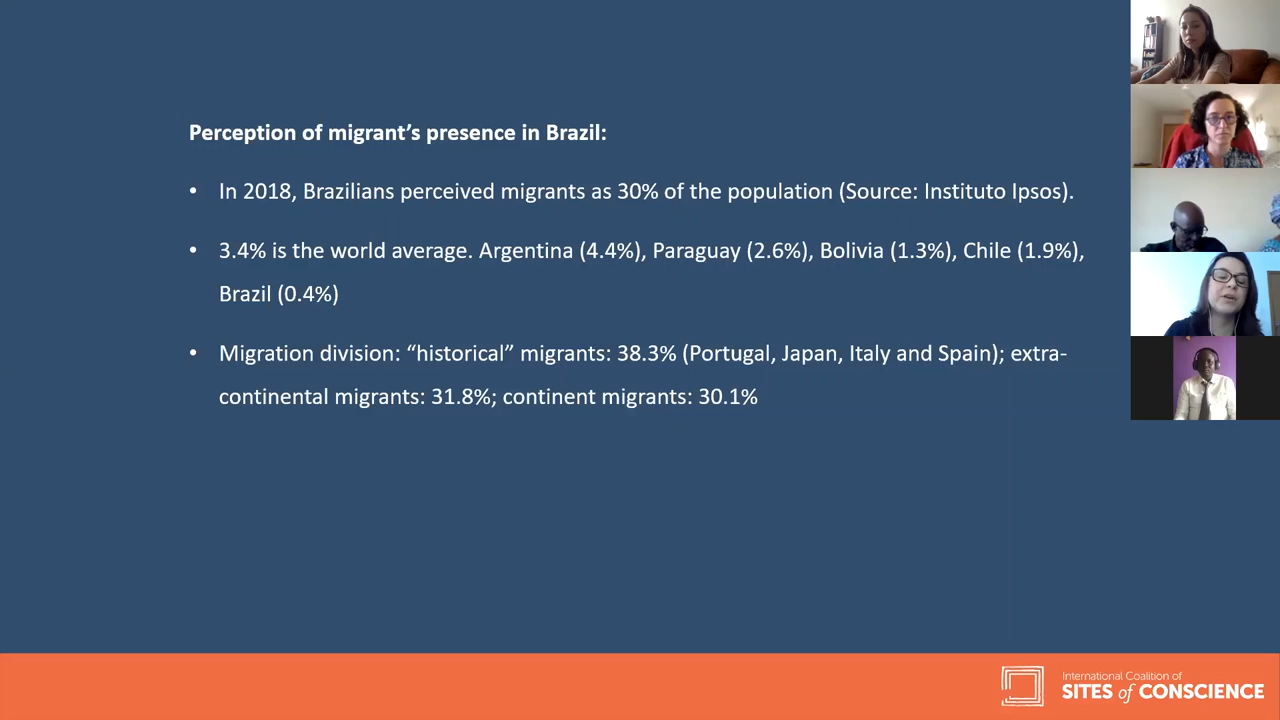 Perception of migrant’s presence in Brazil:
• In 2018, Brazilians perceived migrants as 30% of the population (Source: Instituto Ipsos).
• 3.4% is the world average. Argentina (4.4%), Paraguay (2.6%), Bolivia (1.3%), Chile (1.9%),
Brazil (0.4%)
• Migration division: “historical” migrants: 38.3% (Portugal, Japan, Italy and Spain); extra-
continental migrants: 31.8%; continent migrants: 30.1%
International Coalition of
SITES of CONSCIENCE